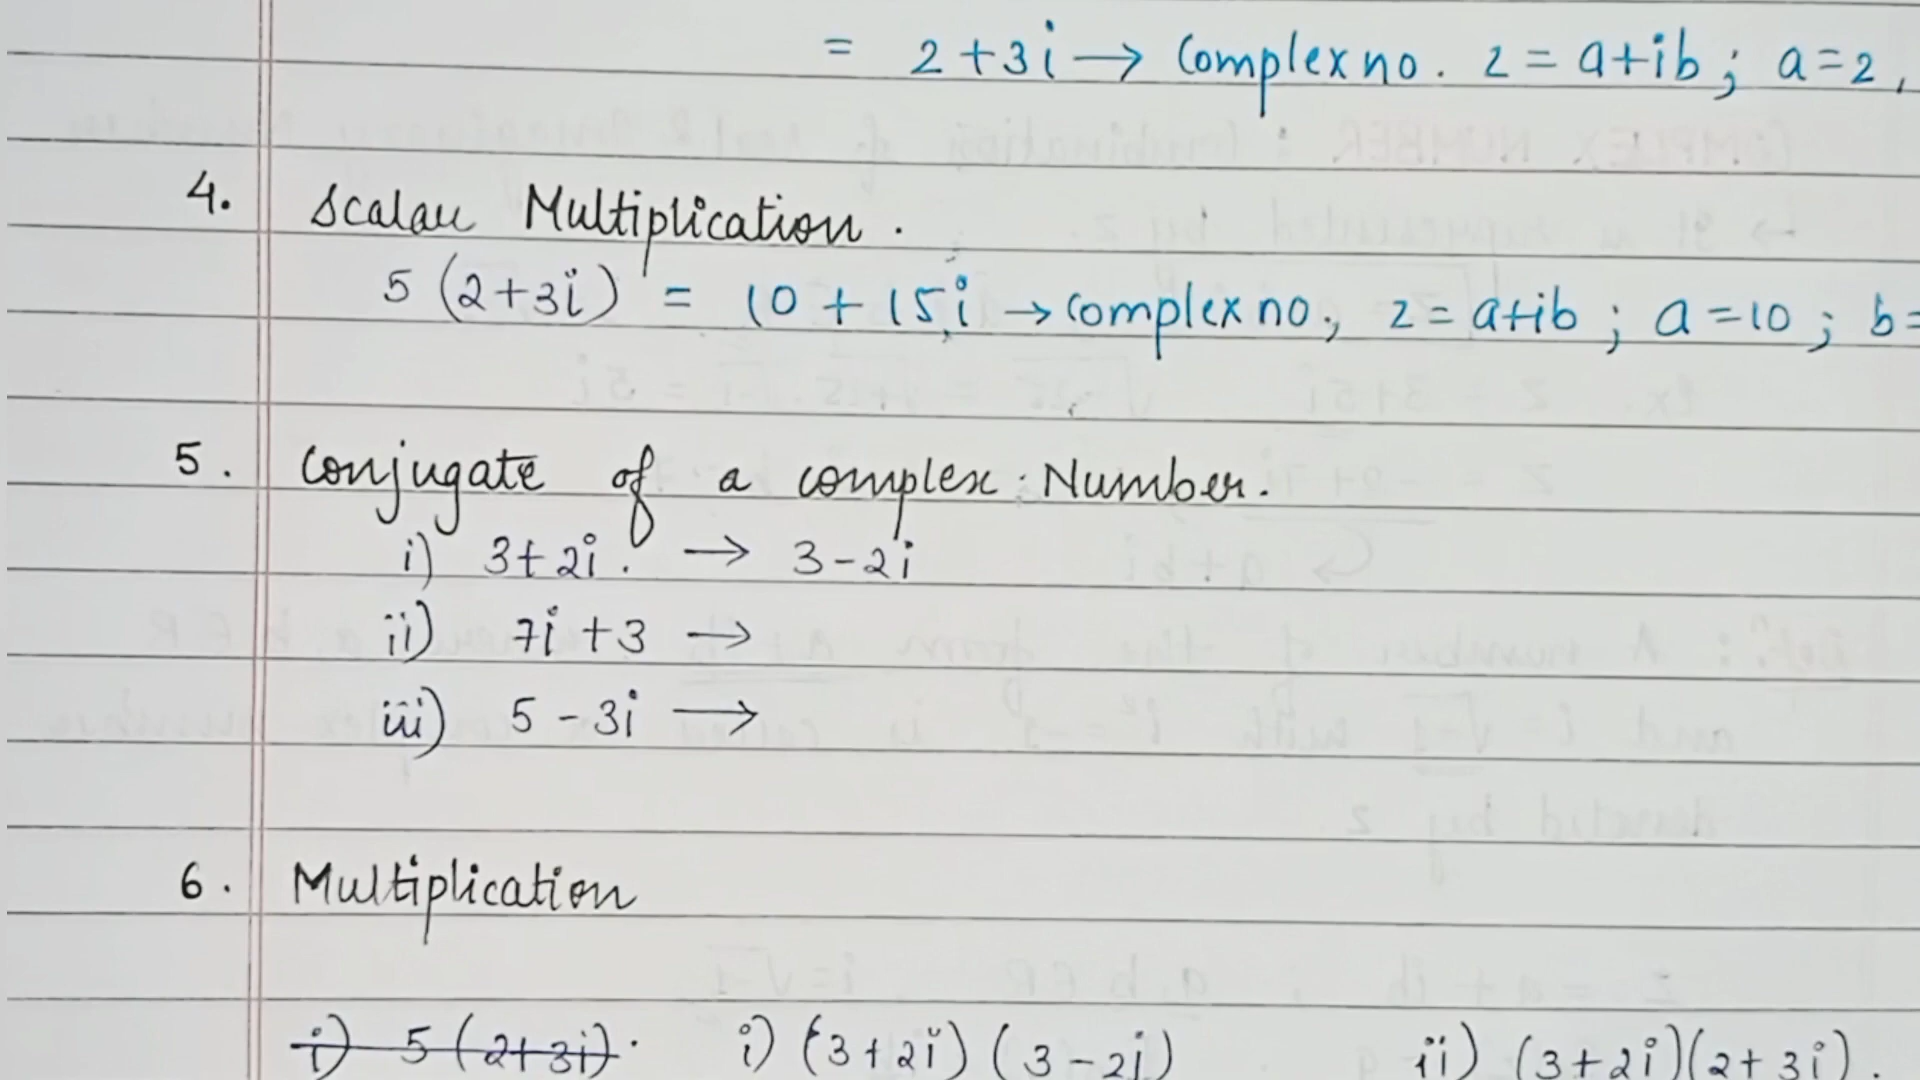 = 2+3i → Complex no. z = a+ib ; a=2,
4. Scalar Multiplication.
5 (2+3i) = 10 + 15i → complex no; z = a+ib ; a=10 ; b=
5. Conjugate of a complex Number.
i) 3+2i. → 3-2i
ii) 7i+3 →
iii) 5-3i →
6. Multiplication
i) 5(2+3i). i) (3+2i) (3-2i) ii) (3+2i)(2+3i).